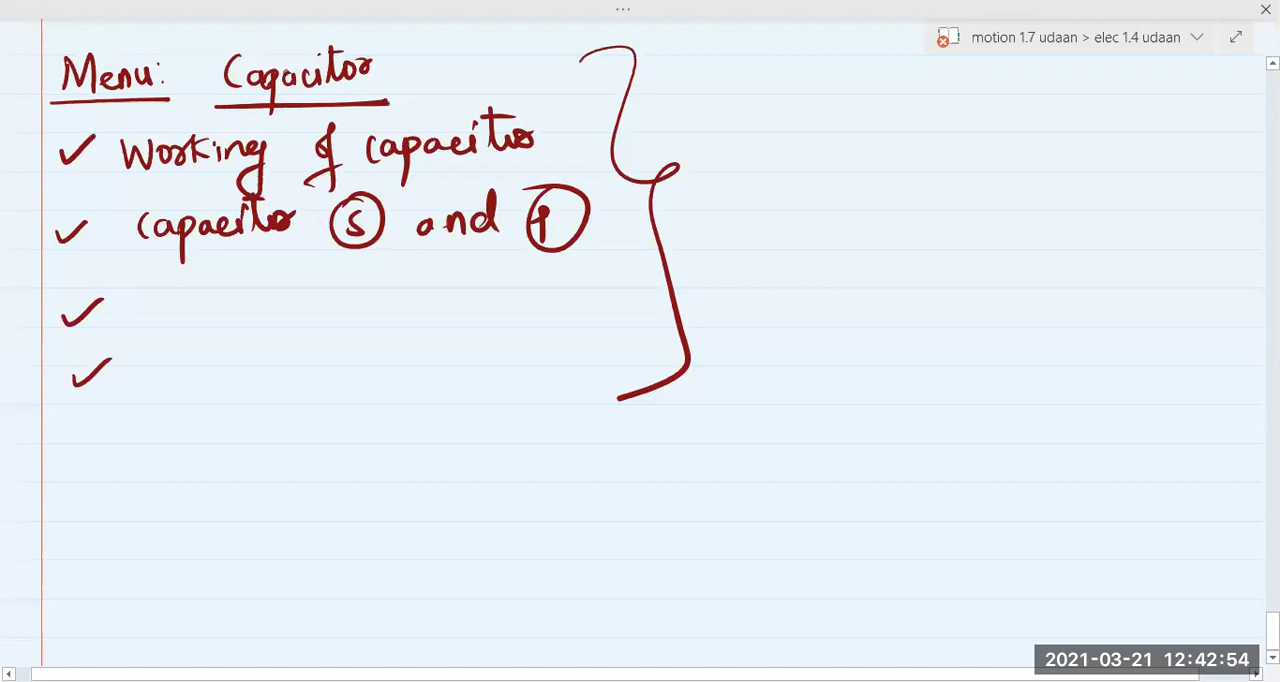 motion 1.7 udaan > elec 1.4 udaan
Menu: Capacitor
✓ Working of capacitor
✓ capacitor S and P
✓
✓
2021-03-21 12:42:54